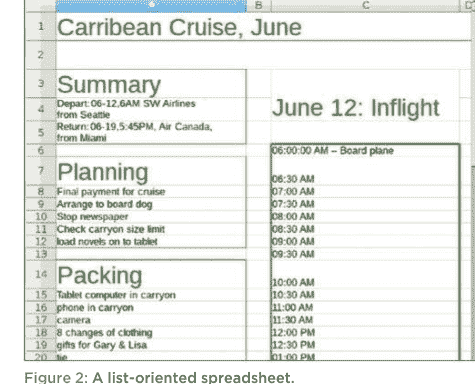 B C D
1 Carribean Cruise, June
2
3 Summary
4 Depart: 06-12,6AM SW Airlines
from Seattle
June 12: Inflight
5 Return: 06-19,5:45PM, Air Canada,
from Miami
6 06:00:00 AM – Board plane
7 Planning 06:30 AM
8 Final payment for cruise 07:00 AM
9 Arrange to board dog 07:30 AM
10 Stop newspaper 08:00 AM
11 Check carryon size limit 08:30 AM
12 load novels on to tablet 09:00 AM
13 09:30 AM
14 Packing 10:00 AM
15 Tablet computer in carryon 10:30 AM
16 phone in carryon 11:00 AM
17 camera 11:30 AM
18 8 changes of clothing 12:00 PM
19 gifts for Gary & Lisa 12:30 PM
20 tie 01:00 PM
Figure 2: A list-oriented spreadsheet.